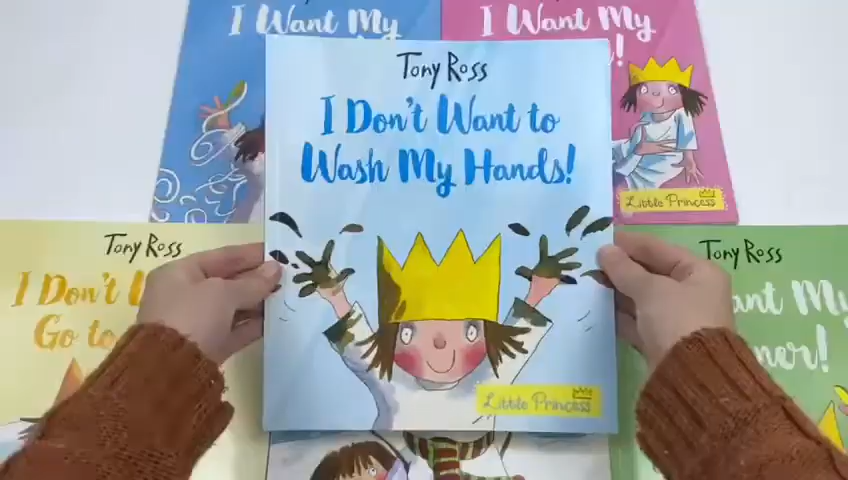 I Want My
I Want My
!
Tony Ross
I Don't Want to
Wash My Hands!
Little Princess
Little Princess
Tony Ross
I Don't
Go to
Tony Ross
ant My
ner!